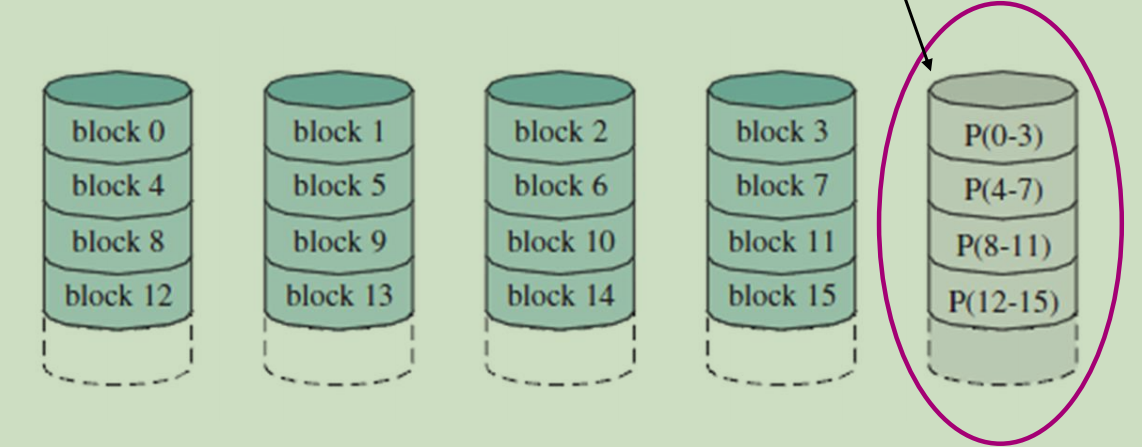 block 0
block 1
block 2
block 3
P(0-3)
block 4
block 5
block 6
block 7
P(4-7)
block 8
block 9
block 10
block 11
P(8-11)
block 12
block 13
block 14
block 15
P(12-15)